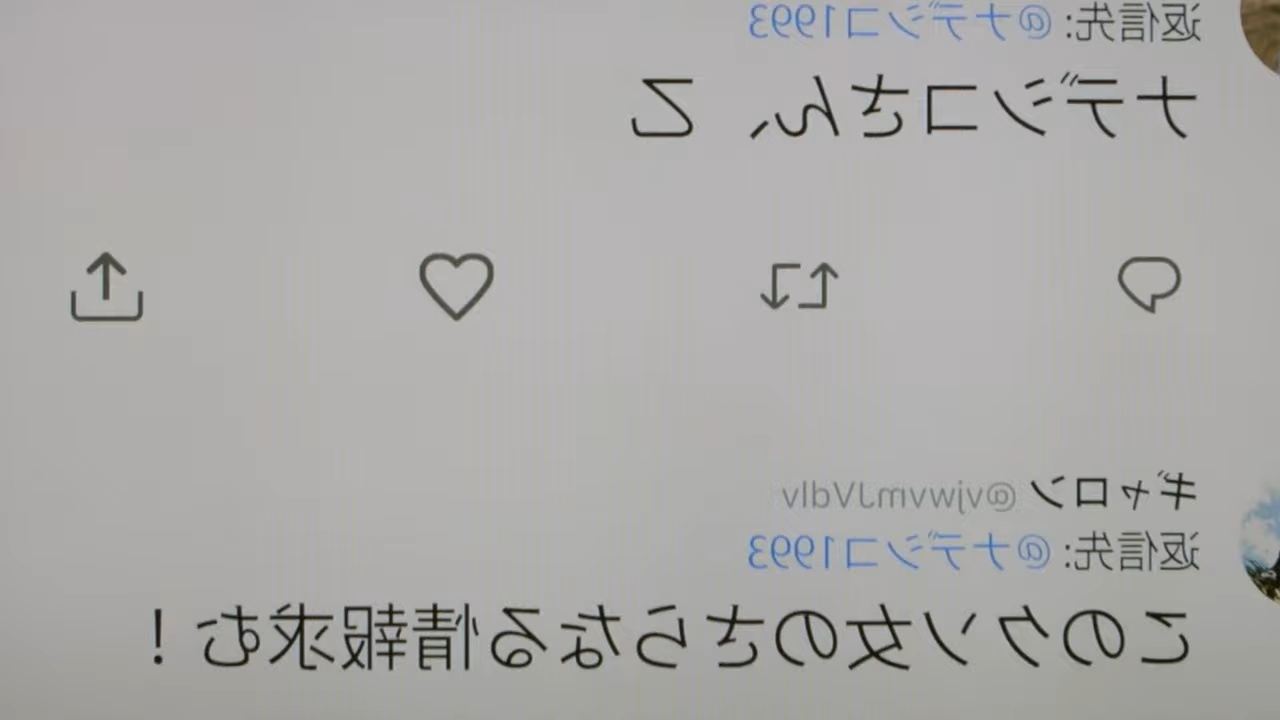 返信先: @ナデシコ1993
ナデシコさん、こ
ギャロン @vjwvmJVdlv
返信先: @ナデシコ1993
このクソ女のさらなる情報求む！